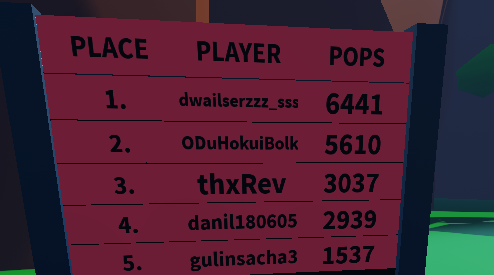 PLACE PLAYER POPS
1. dwailserzzz_sss 6441
2. ODuHokuiBolk 5610
3. thxRev 3037
4. danil180605 2939
5. gulinsacha3 1537